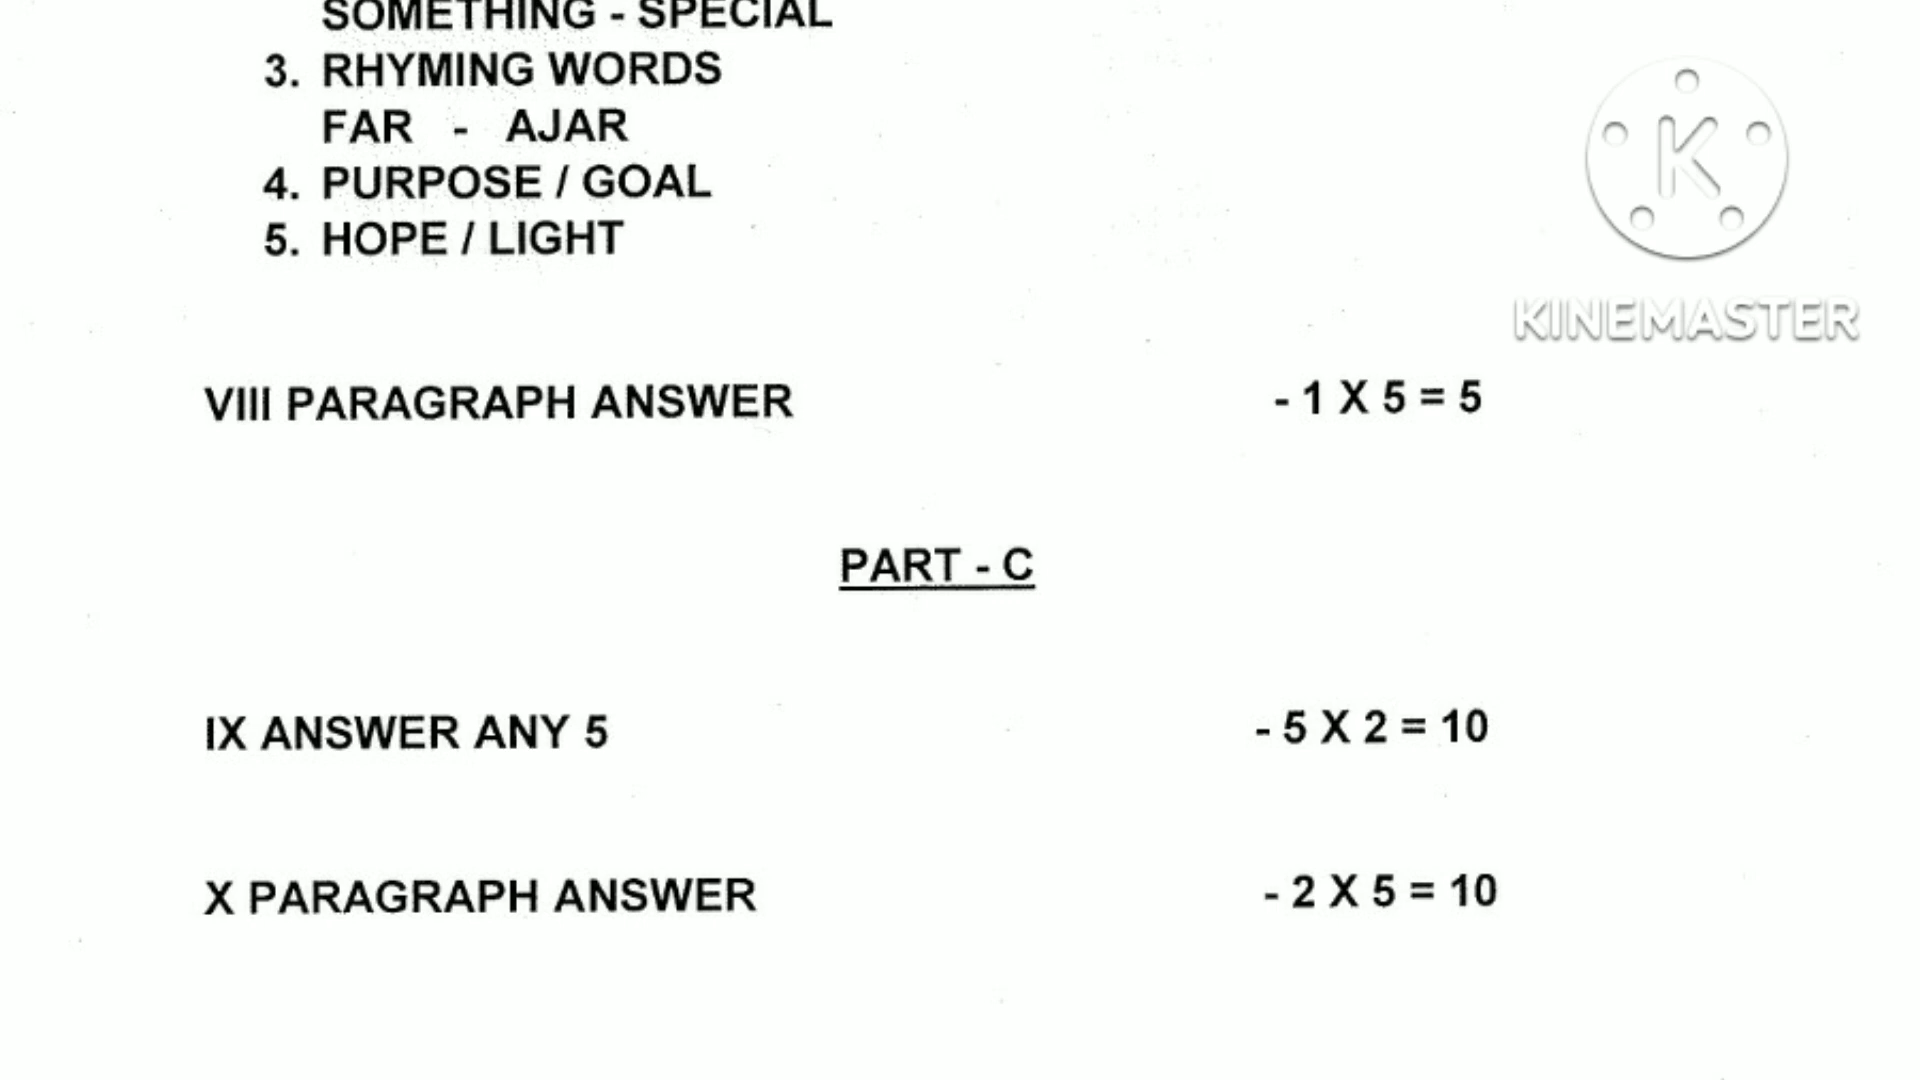 SOMETHING - SPECIAL
3. RHYMING WORDS
FAR - AJAR
4. PURPOSE / GOAL
5. HOPE / LIGHT
K
KINEMASTER
VIII PARAGRAPH ANSWER - 1 X 5 = 5
PART - C
IX ANSWER ANY 5 - 5 X 2 = 10
X PARAGRAPH ANSWER - 2 X 5 = 10